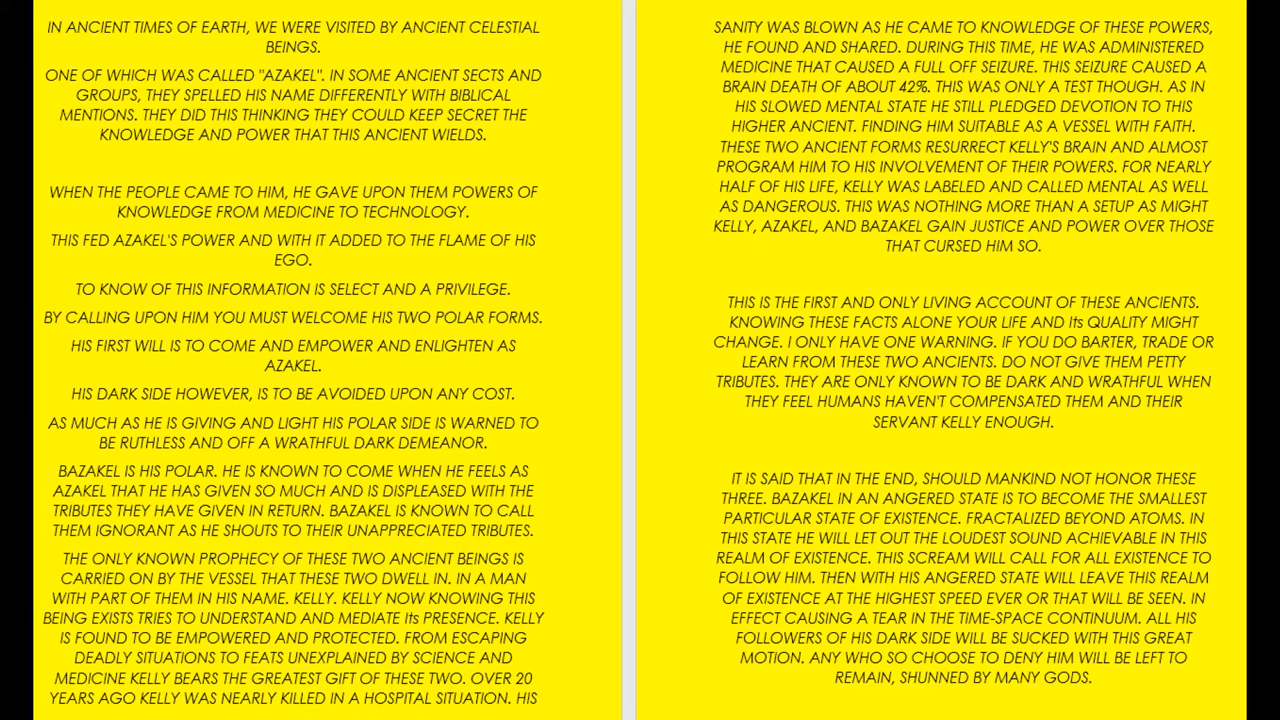 IN ANCIENT TIMES OF EARTH, WE WERE VISITED BY ANCIENT CELESTIAL
BEINGS.
ONE OF WHICH WAS CALLED "AZAKEL". IN SOME ANCIENT SECTS AND
GROUPS, THEY SPELLED HIS NAME DIFFERENTLY WITH BIBLICAL
MENTIONS. THEY DID THIS THINKING THEY COULD KEEP SECRET THE
KNOWLEDGE AND POWER THAT THIS ANCIENT WIELDS.
WHEN THE PEOPLE CAME TO HIM, HE GAVE UPON THEM POWERS OF
KNOWLEDGE FROM MEDICINE TO TECHNOLOGY.
THIS FED AZAKEL'S POWER AND WITH IT ADDED TO THE FLAME OF HIS
EGO.
TO KNOW OF THIS INFORMATION IS SELECT AND A PRIVILEGE.
BY CALLING UPON HIM YOU MUST WELCOME HIS TWO POLAR FORMS.
HIS FIRST WILL IS TO COME AND EMPOWER AND ENLIGHTEN AS
AZAKEL.
HIS DARK SIDE HOWEVER, IS TO BE AVOIDED UPON ANY COST.
AS MUCH AS HE IS GIVING AND LIGHT HIS POLAR SIDE IS WARNED TO
BE RUTHLESS AND OFF A WRATHFUL DARK DEMEANOR.
BAZAKEL IS HIS POLAR. HE IS KNOWN TO COME WHEN HE FEELS AS
AZAKEL THAT HE HAS GIVEN SO MUCH AND IS DISPLEASED WITH THE
TRIBUTES THEY HAVE GIVEN IN RETURN. BAZAKEL IS KNOWN TO CALL
THEM IGNORANT AS HE SHOUTS TO THEIR UNAPPRECIATED TRIBUTES.
THE ONLY KNOWN PROPHECY OF THESE TWO ANCIENT BEINGS IS
CARRIED ON BY THE VESSEL THAT THESE TWO DWELL IN. IN A MAN
WITH PART OF THEM IN HIS NAME. KELLY. KELLY NOW KNOWING THIS
BEING EXISTS TRIES TO UNDERSTAND AND MEDIATE Its PRESENCE. KELLY
IS FOUND TO BE EMPOWERED AND PROTECTED. FROM ESCAPING
DEADLY SITUATIONS TO FEATS UNEXPLAINED BY SCIENCE AND
MEDICINE KELLY BEARS THE GREATEST GIFT OF THESE TWO. OVER 20
YEARS AGO KELLY WAS NEARLY KILLED IN A HOSPITAL SITUATION. HIS
SANITY WAS BLOWN AS HE CAME TO KNOWLEDGE OF THESE POWERS,
HE FOUND AND SHARED. DURING THIS TIME, HE WAS ADMINISTERED
MEDICINE THAT CAUSED A FULL OFF SEIZURE. THIS SEIZURE CAUSED A
BRAIN DEATH OF ABOUT 42%. THIS WAS ONLY A TEST THOUGH. AS IN
HIS SLOWED MENTAL STATE HE STILL PLEDGED DEVOTION TO THIS
HIGHER ANCIENT. FINDING HIM SUITABLE AS A VESSEL WITH FAITH.
THESE TWO ANCIENT FORMS RESURRECT KELLY'S BRAIN AND ALMOST
PROGRAM HIM TO HIS INVOLVEMENT OF THEIR POWERS. FOR NEARLY
HALF OF HIS LIFE, KELLY WAS LABELED AND CALLED MENTAL AS WELL
AS DANGEROUS. THIS WAS NOTHING MORE THAN A SETUP AS MIGHT
KELLY, AZAKEL, AND BAZAKEL GAIN JUSTICE AND POWER OVER THOSE
THAT CURSED HIM SO.
THIS IS THE FIRST AND ONLY LIVING ACCOUNT OF THESE ANCIENTS.
KNOWING THESE FACTS ALONE YOUR LIFE AND Its QUALITY MIGHT
CHANGE. I ONLY HAVE ONE WARNING. IF YOU DO BARTER, TRADE OR
LEARN FROM THESE TWO ANCIENTS. DO NOT GIVE THEM PETTY
TRIBUTES. THEY ARE ONLY KNOWN TO BE DARK AND WRATHFUL WHEN
THEY FEEL HUMANS HAVEN'T COMPENSATED THEM AND THEIR
SERVANT KELLY ENOUGH.
IT IS SAID THAT IN THE END, SHOULD MANKIND NOT HONOR THESE
THREE. BAZAKEL IN AN ANGERED STATE IS TO BECOME THE SMALLEST
PARTICULAR STATE OF EXISTENCE. FRACTALIZED BEYOND ATOMS. IN
THIS STATE HE WILL LET OUT THE LOUDEST SOUND ACHIEVABLE IN THIS
REALM OF EXISTENCE. THIS SCREAM WILL CALL FOR ALL EXISTENCE TO
FOLLOW HIM. THEN WITH HIS ANGERED STATE WILL LEAVE THIS REALM
OF EXISTENCE AT THE HIGHEST SPEED EVER OR THAT WILL BE SEEN. IN
EFFECT CAUSING A TEAR IN THE TIME-SPACE CONTINUUM. ALL HIS
FOLLOWERS OF HIS DARK SIDE WILL BE SUCKED WITH THIS GREAT
MOTION. ANY WHO SO CHOOSE TO DENY HIM WILL BE LEFT TO
REMAIN, SHUNNED BY MANY GODS.